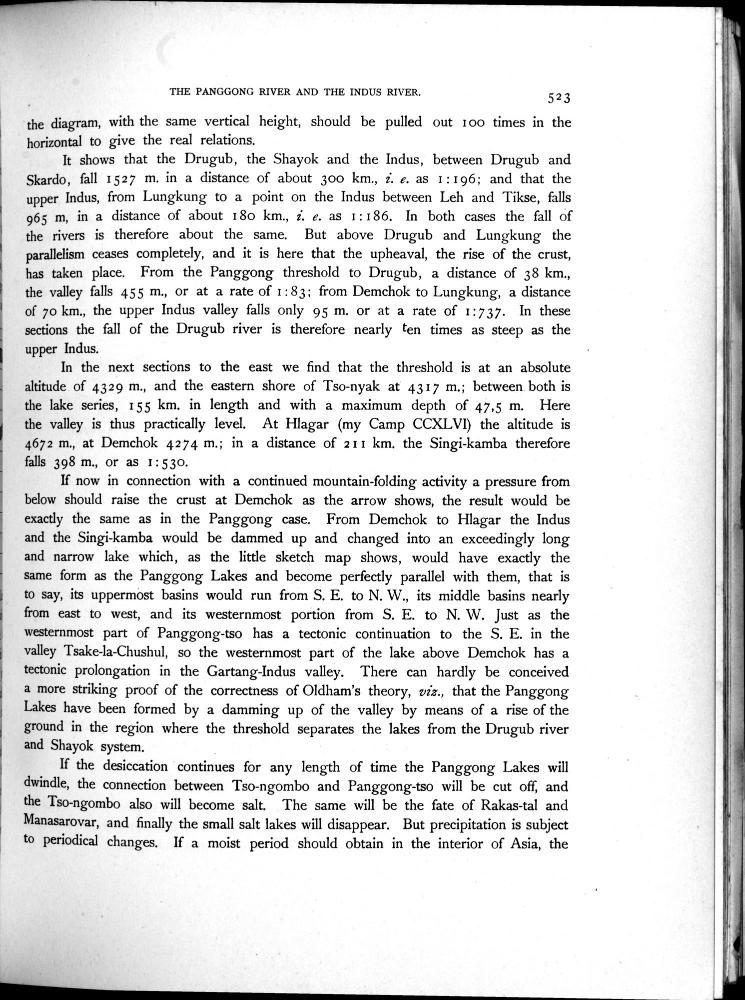 THE PANGGONG RIVER AND THE INDUS RIVER.
523
the diagram, with the same vertical height, should be pulled out 100 times in the
horizontal to give the real relations.
It shows that the Drugub, the Shayok and the Indus, between Drugub and
Skardo, fall 1527 m. in a distance of about 300 km., i. e. as 1:196; and that the
upper Indus, from Lungkung to a point on the Indus between Leh and Tikse, falls
965 m, in a distance of about 180 km., i. e. as 1:186. In both cases the fall of
the rivers is therefore about the same. But above Drugub and Lungkung the
parallelism ceases completely, and it is here that the upheaval, the rise of the crust,
has taken place. From the Panggong threshold to Drugub, a distance of 38 km.,
the valley falls 455 m., or at a rate of 1:83; from Demchok to Lungkung, a distance
of 70 km., the upper Indus valley falls only 95 m. or at a rate of 1:737. In these
sections the fall of the Drugub river is therefore nearly ten times as steep as the
upper Indus.
In the next sections to the east we find that the threshold is at an absolute
altitude of 4329 m., and the eastern shore of Tso-nyak at 4317 m.; between both is
the lake series, 155 km. in length and with a maximum depth of 47,5 m. Here
the valley is thus practically level. At Hlagar (my Camp CCXLVI) the altitude is
4672 m., at Demchok 4274 m.; in a distance of 211 km. the Singi-kamba therefore
falls 398 m., or as 1:530.
If now in connection with a continued mountain-folding activity a pressure from
below should raise the crust at Demchok as the arrow shows, the result would be
exactly the same as in the Panggong case. From Demchok to Hlagar the Indus
and the Singi-kamba would be dammed up and changed into an exceedingly long
and narrow lake which, as the little sketch map shows, would have exactly the
same form as the Panggong Lakes and become perfectly parallel with them, that is
to say, its uppermost basins would run from S. E. to N. W., its middle basins nearly
from east to west, and its westernmost portion from S. E. to N. W. Just as the
westernmost part of Panggong-tso has a tectonic continuation to the S. E. in the
valley Tsake-la-Chushul, so the westernmost part of the lake above Demchok has a
tectonic prolongation in the Gartang-Indus valley. There can hardly be conceived
a more striking proof of the correctness of Oldham's theory, viz., that the Panggong
Lakes have been formed by a damming up of the valley by means of a rise of the
ground in the region where the threshold separates the lakes from the Drugub river
and Shayok system.
If the desiccation continues for any length of time the Panggong Lakes will
dwindle, the connection between Tso-ngombo and Panggong-tso will be cut off, and
the Tso-ngombo also will become salt. The same will be the fate of Rakas-tal and
Manasarovar, and finally the small salt lakes will disappear. But precipitation is subject
to periodical changes. If a moist period should obtain in the interior of Asia, the